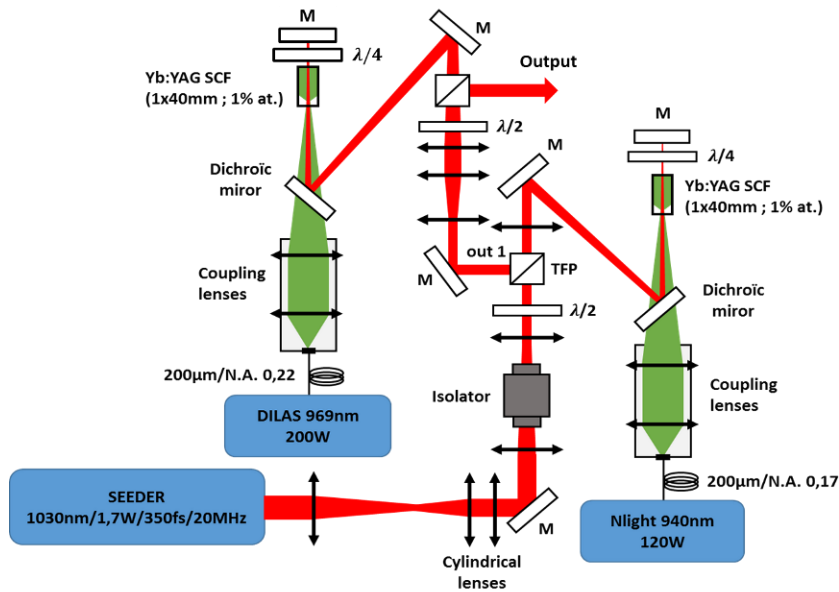 M
λ/4
Yb:YAG SCF
(1x40mm ; 1% at.)
Dichroïc
miror
Coupling
lenses
200µm/N.A. 0,22
DILAS 969nm
200W
M
Output
λ/2
M
out 1
TFP
M
λ/2
Isolator
M
λ/4
Yb:YAG SCF
(1x40mm ; 1% at.)
Dichroïc
miror
Coupling
lenses
200µm/N.A. 0,17
Nlight 940nm
120W
SEEDER
1030nm/1,7W/350fs/20MHz
M
Cylindrical
lenses